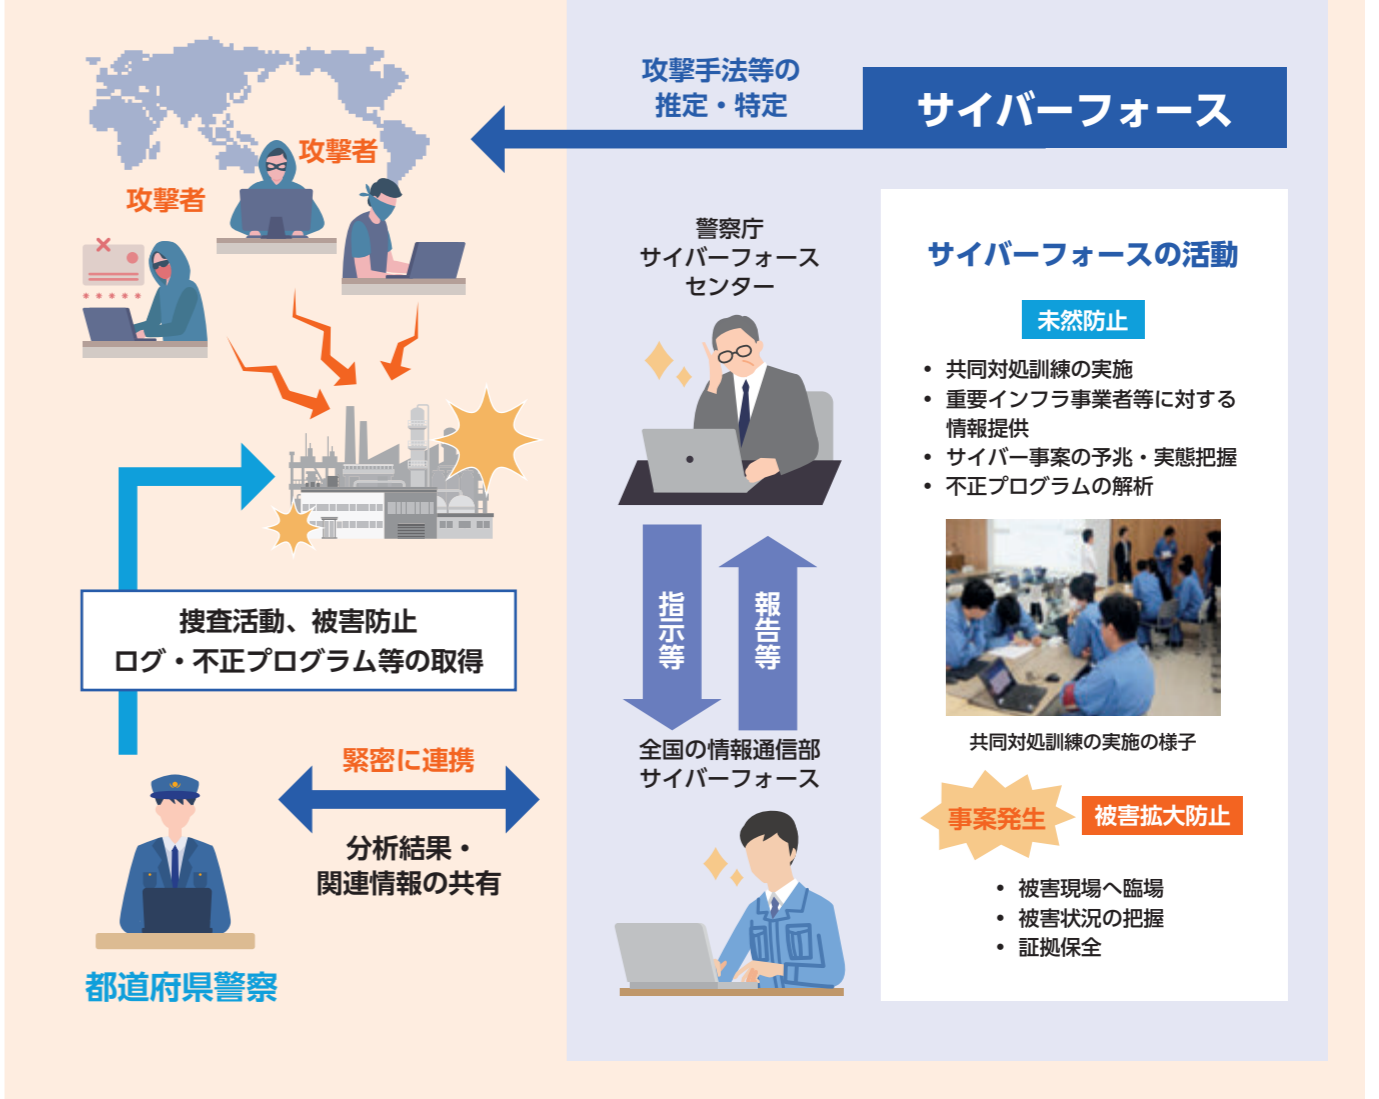 攻撃手法等の
推定・特定
サイバーフォース
攻撃者
攻撃者
警察庁
サイバーフォース
センター
指示等
報告等
全国の情報通信部
サイバーフォース
捜査活動、被害防止
ログ・不正プログラム等の取得
緊密に連携
分析結果・
関連情報の共有
都道府県警察
サイバーフォースの活動
未然防止
• 共同対処訓練の実施
• 重要インフラ事業者等に対する
情報提供
• サイバー事案の予兆・実態把握
• 不正プログラムの解析
共同対処訓練の実施の様子
事案発生
被害拡大防止
• 被害現場へ臨場
• 被害状況の把握
• 証拠保全